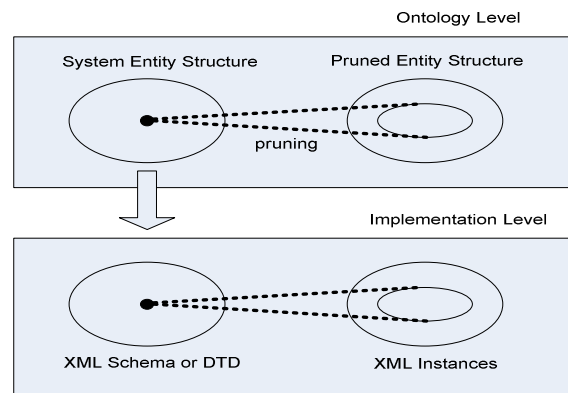 Ontology Level
System Entity Structure
Pruned Entity Structure
pruning
Implementation Level
XML Schema or DTD
XML Instances